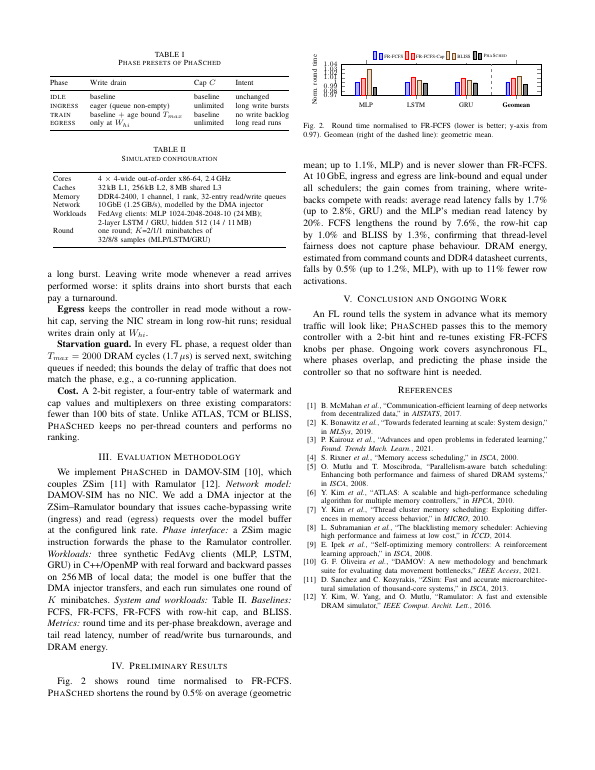 TABLE I
PHASE PRESETS OF PHASCHED
Phase Write drain Cap C Intent
IDLE baseline baseline unchanged
INGRESS eager (queue non-empty) unlimited long write bursts
TRAIN baseline + age bound Tmax baseline no write backlog
EGRESS only at Whi unlimited long read runs
TABLE II
SIMULATED CONFIGURATION
Cores 4 × 4-wide out-of-order x86-64, 2.4 GHz
Caches 32 kB L1, 256 kB L2, 8 MB shared L3
Memory DDR4-2400, 1 channel, 1 rank, 32-entry read/write queues
Network 10 GbE (1.25 GB/s), modelled by the DMA injector
Workloads FedAvg clients: MLP 1024-2048-2048-10 (24 MB);
2-layer LSTM / GRU, hidden 512 (14 / 11 MB)
Round one round; K=2/1/1 minibatches of
32/8/8 samples (MLP/LSTM/GRU)
a long burst. Leaving write mode whenever a read arrives
performed worse: it splits drains into short bursts that each
pay a turnaround.
Egress keeps the controller in read mode without a row-
hit cap, serving the NIC stream in long row-hit runs; residual
writes drain only at Whi.
Starvation guard. In every FL phase, a request older than
Tmax = 2000 DRAM cycles (1.7 μs) is served next, switching
queues if needed; this bounds the delay of traffic that does
not match the phase, e.g., a co-running application.
Cost. A 2-bit register, a four-entry table of watermark and
cap values and multiplexers on three existing comparators:
fewer than 100 bits of state. Unlike ATLAS, TCM or BLISS,
PHASCHED keeps no per-thread counters and performs no
ranking.
III. EVALUATION METHODOLOGY
We implement PHASCHED in DAMOV-SIM [10], which
couples ZSim [11] with Ramulator [12]. Network model:
DAMOV-SIM has no NIC. We add a DMA injector at the
ZSim–Ramulator boundary that issues cache-bypassing write
(ingress) and read (egress) requests over the model buffer
at the configured link rate. Phase interface: a ZSim magic
instruction forwards the phase to the Ramulator controller.
Workloads: three synthetic FedAvg clients (MLP, LSTM,
GRU) in C++/OpenMP with real forward and backward passes
on 256 MB of local data; the model is one buffer that the
DMA injector transfers, and each run simulates one round of
K minibatches. System and workloads: Table II. Baselines:
FCFS, FR-FCFS, FR-FCFS with row-hit cap, and BLISS.
Metrics: round time and its per-phase breakdown, average and
tail read latency, number of read/write bus turnarounds, and
DRAM energy.
IV. PRELIMINARY RESULTS
Fig. 2 shows round time normalised to FR-FCFS.
PHASCHED shortens the round by 0.5% on average (geometric
FR-FCFS FR-FCFS-Cap BLISS PHASCHED
Norm. round time
1.04
1.03
1.01
0.99
0.98
0.97
MLP LSTM GRU Geomean
Fig. 2. Round time normalised to FR-FCFS (lower is better; y-axis from
0.97). Geomean (right of the dashed line): geometric mean.
mean; up to 1.1%, MLP) and is never slower than FR-FCFS.
At 10 GbE, ingress and egress are link-bound and equal under
all schedulers; the gain comes from training, where write-
backs compete with reads: average read latency falls by 1.7%
(up to 2.8%, GRU) and the MLP's median read latency by
20%. FCFS lengthens the round by 7.6%, the row-hit cap
by 1.0% and BLISS by 1.3%, confirming that thread-level
fairness does not capture phase behaviour. DRAM energy,
estimated from command counts and DDR4 datasheet currents,
falls by 0.5% (up to 1.2%, MLP), with up to 11% fewer row
activations.
V. CONCLUSION AND ONGOING WORK
An FL round tells the system in advance what its memory
traffic will look like; PHASCHED passes this to the memory
controller with a 2-bit hint and re-tunes existing FR-FCFS
knobs per phase. Ongoing work covers asynchronous FL,
where phases overlap, and predicting the phase inside the
controller so that no software hint is needed.
REFERENCES
[1] B. McMahan et al., “Communication-efficient learning of deep networks
from decentralized data,” in AISTATS, 2017.
[2] K. Bonawitz et al., “Towards federated learning at scale: System design,”
in MLSys, 2019.
[3] P. Kairouz et al., “Advances and open problems in federated learning,”
Found. Trends Mach. Learn., 2021.
[4] S. Rixner et al., “Memory access scheduling,” in ISCA, 2000.
[5] O. Mutlu and T. Moscibroda, “Parallelism-aware batch scheduling:
Enhancing both performance and fairness of shared DRAM systems,”
in ISCA, 2008.
[6] Y. Kim et al., “ATLAS: A scalable and high-performance scheduling
algorithm for multiple memory controllers,” in HPCA, 2010.
[7] Y. Kim et al., “Thread cluster memory scheduling: Exploiting differ-
ences in memory access behavior,” in MICRO, 2010.
[8] L. Subramanian et al., “The blacklisting memory scheduler: Achieving
high performance and fairness at low cost,” in ICCD, 2014.
[9] E. Ipek et al., “Self-optimizing memory controllers: A reinforcement
learning approach,” in ISCA, 2008.
[10] G. F. Oliveira et al., “DAMOV: A new methodology and benchmark
suite for evaluating data movement bottlenecks,” IEEE Access, 2021.
[11] D. Sanchez and C. Kozyrakis, “ZSim: Fast and accurate microarchitec-
tural simulation of thousand-core systems,” in ISCA, 2013.
[12] Y. Kim, W. Yang, and O. Mutlu, “Ramulator: A fast and extensible
DRAM simulator,” IEEE Comput. Archit. Lett., 2016.